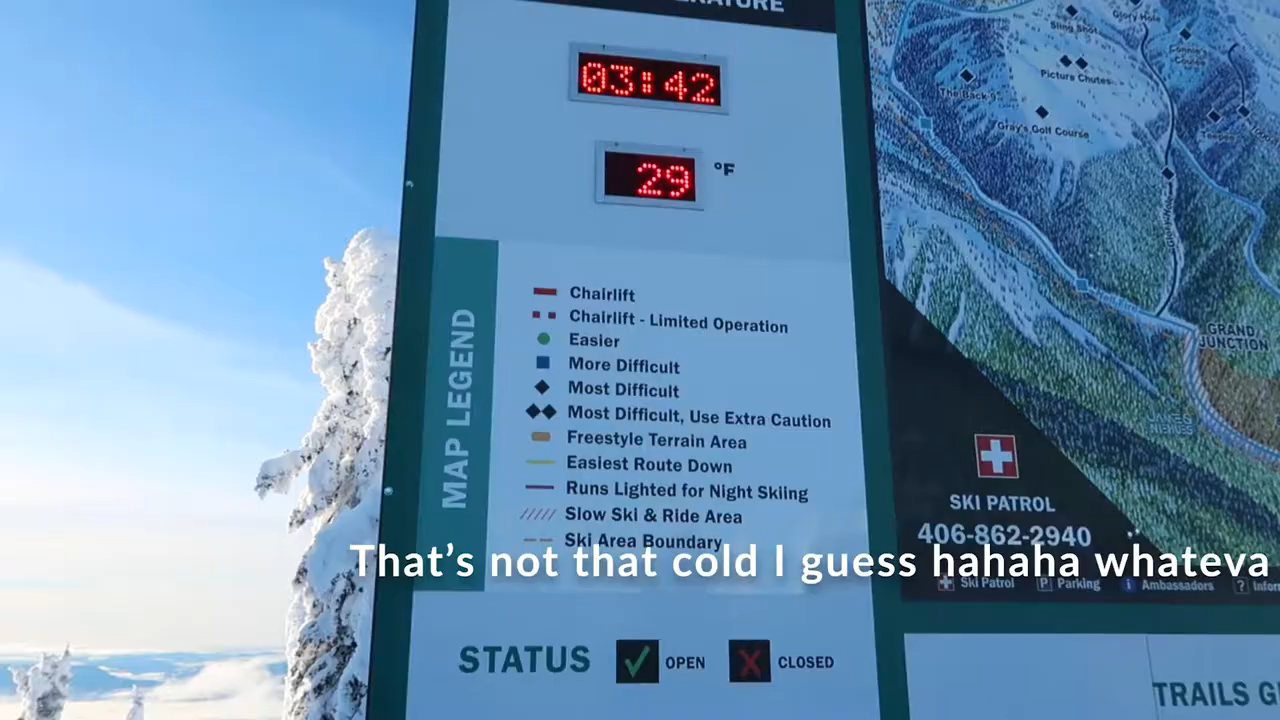 03:42
29 °F
MAP LEGEND
Chairlift
Chairlift - Limited Operation
Easier
More Difficult
Most Difficult
Most Difficult, Use Extra Caution
Freestyle Terrain Area
Easiest Route Down
Runs Lighted for Night Skiing
Slow Ski & Ride Area
Ski Area Boundary
That's not that cold I guess hahaha whateva
STATUS OPEN CLOSED
Glory Hole
Sling Shot
Connie's
Coulee
Picture Chutes
The Back 9
Gray's Golf Course
GRAND
JUNCTION
SKI PATROL
406-862-2940
Ski Patrol P Parking i Ambassadors ?
TRAILS